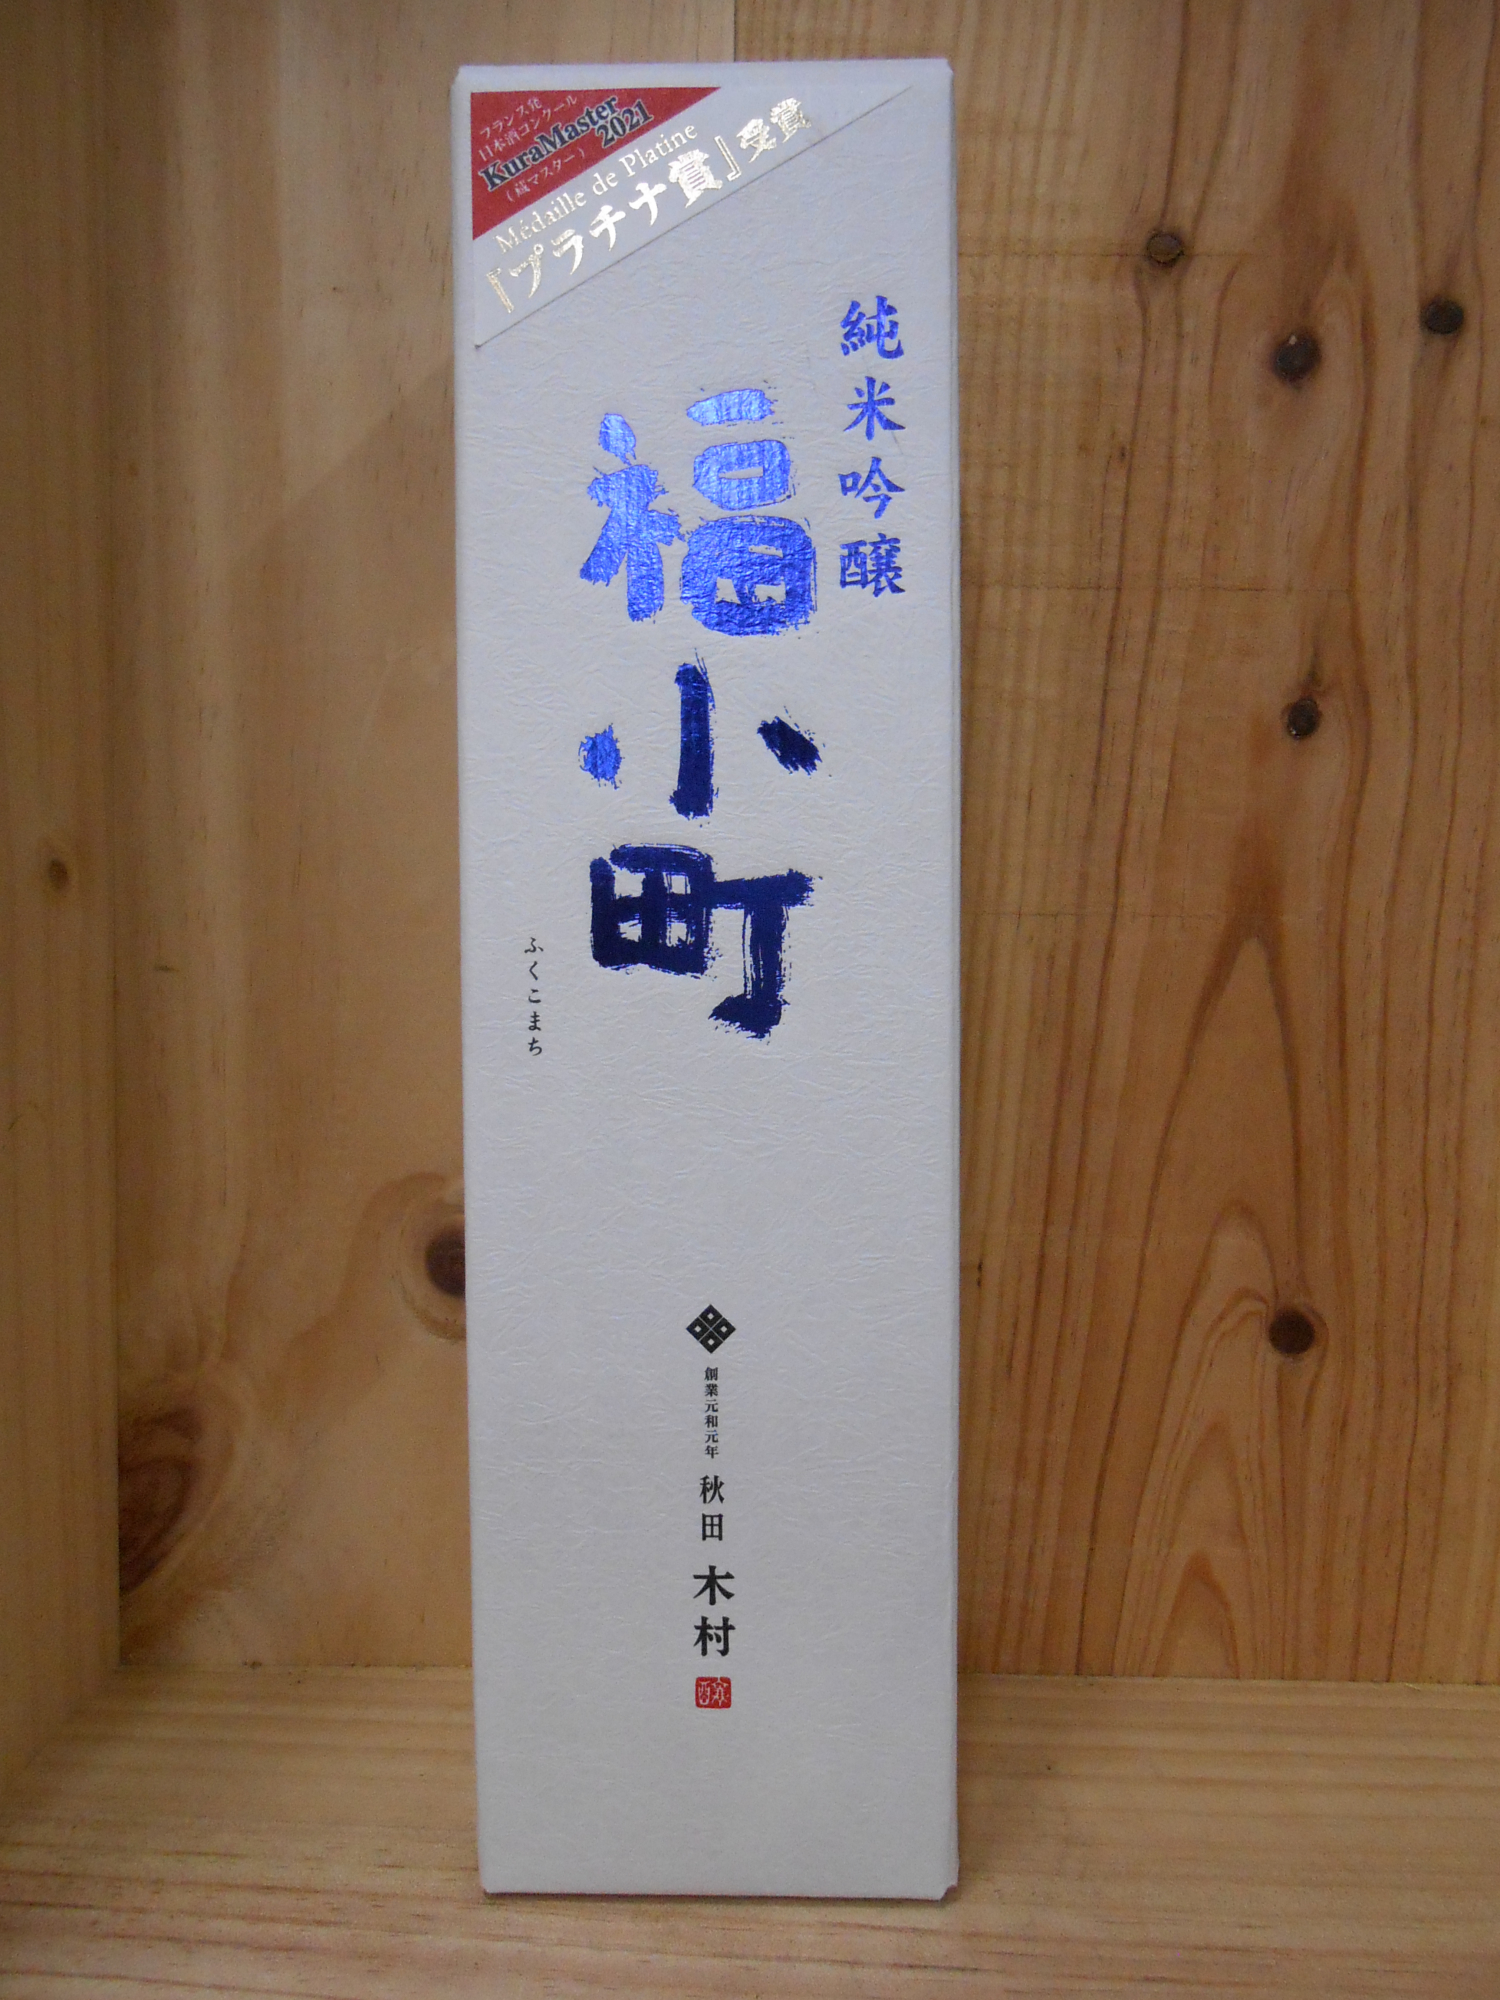 フランス発
日本酒コンクール
KuraMaster
2021
（蔵マスター）
Médaille de Platine
『プラチナ賞』受賞
純米吟醸
福小町
ふくこまち
創業元和元年
秋田
木村